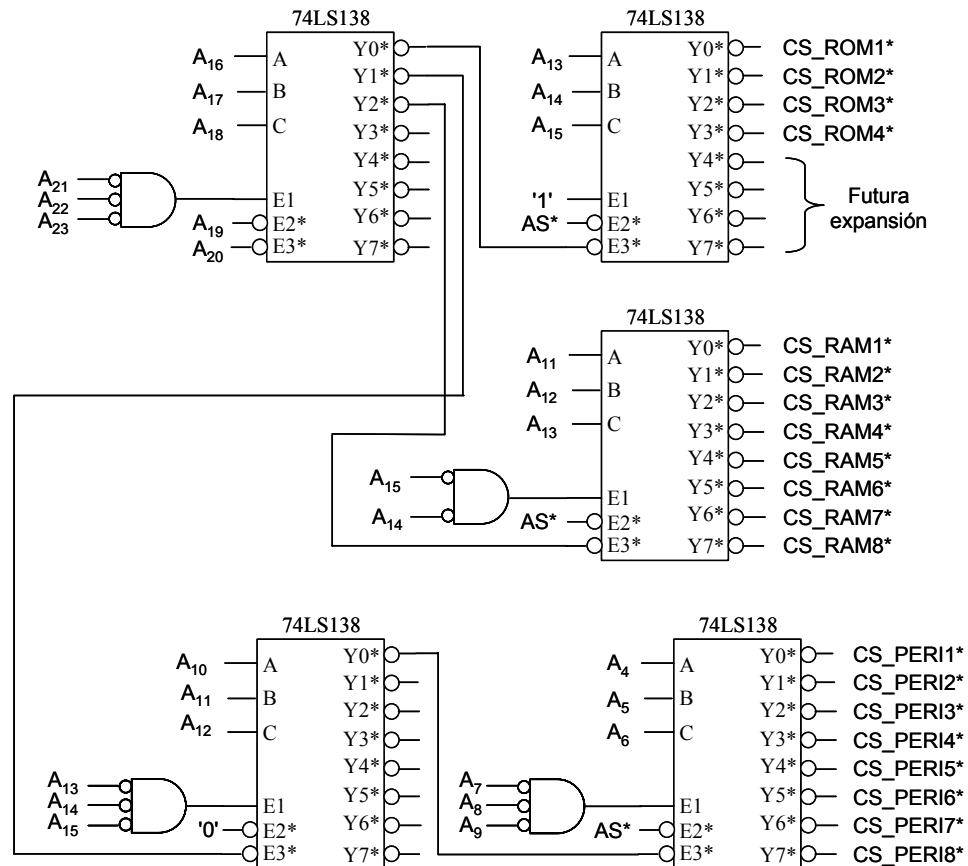 74LS138
A16
A17
A18
A21
A22
A23
A19
A20
A
B
C
E1
E2*
E3*
Y0*
Y1*
Y2*
Y3*
Y4*
Y5*
Y6*
Y7*
74LS138
A13
A14
A15
'1'
AS*
A
B
C
E1
E2*
E3*
Y0*
Y1*
Y2*
Y3*
Y4*
Y5*
Y6*
Y7*
CS_ROM1*
CS_ROM2*
CS_ROM3*
CS_ROM4*
Futura
expansión
74LS138
A11
A12
A13
A15
A14
AS*
A
B
C
E1
E2*
E3*
Y0*
Y1*
Y2*
Y3*
Y4*
Y5*
Y6*
Y7*
CS_RAM1*
CS_RAM2*
CS_RAM3*
CS_RAM4*
CS_RAM5*
CS_RAM6*
CS_RAM7*
CS_RAM8*
74LS138
A10
A11
A12
A13
A14
A15
'0'
A
B
C
E1
E2*
E3*
Y0*
Y1*
Y2*
Y3*
Y4*
Y5*
Y6*
Y7*
74LS138
A4
A5
A6
A7
A8
A9
AS*
A
B
C
E1
E2*
E3*
Y0*
Y1*
Y2*
Y3*
Y4*
Y5*
Y6*
Y7*
CS_PERI1*
CS_PERI2*
CS_PERI3*
CS_PERI4*
CS_PERI5*
CS_PERI6*
CS_PERI7*
CS_PERI8*